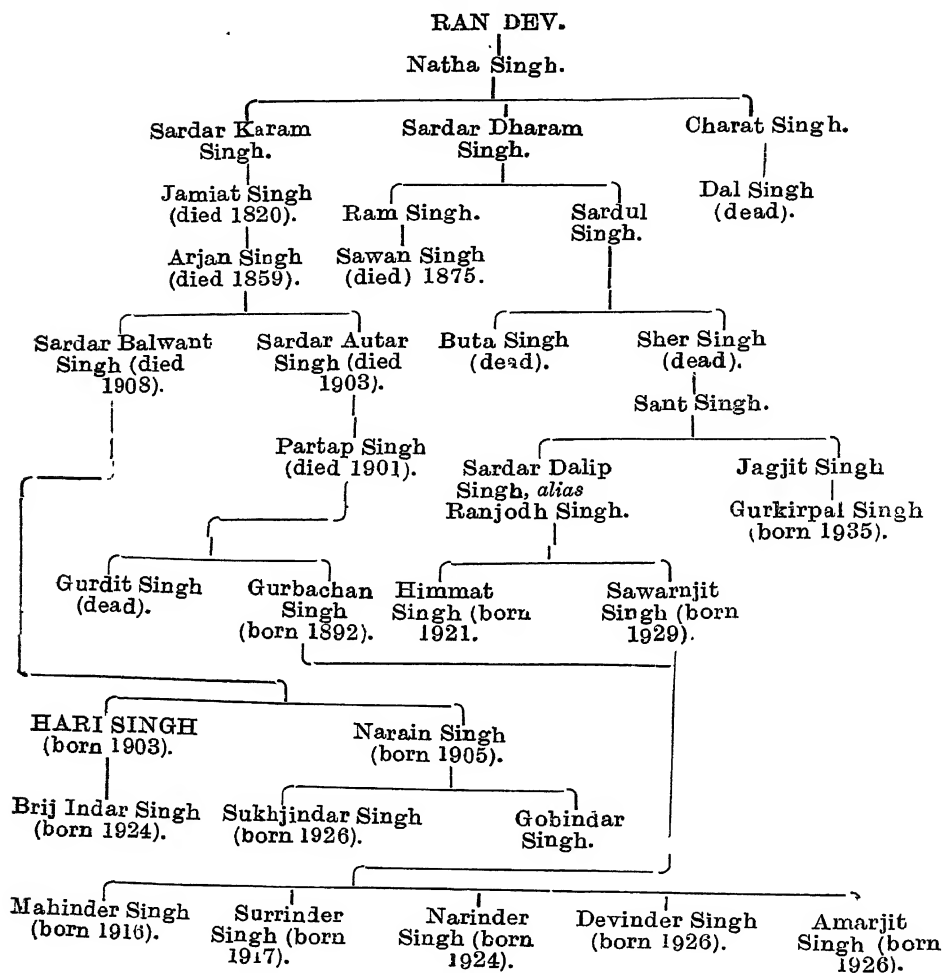 RAN DEV.
Natha Singh.
Sardar Karam
Singh.
Sardar Dharam
Singh.
Charat Singh.
Jamiat Singh
(died 1820).
Ram Singh.
Sardul
Singh.
Dal Singh
(dead).
Arjan Singh
(died 1859).
Sawan Singh
(died) 1875.
Sardar Balwant
Singh (died
1908).
Sardar Autar
Singh (died
1903).
Buta Singh
(dead).
Sher Singh
(dead).
Sant Singh.
Partap Singh
(died 1901).
Sardar Dalip
Singh, alias
Ranjodh Singh.
Jagjit Singh
Gurkirpal Singh
(born 1935).
Gurdit Singh
(dead).
Gurbachan
Singh
(born 1892).
Himmat
Singh (born
1921.
Sawarnjit
Singh (born
1929).
HARI SINGH
(born 1903).
Narain Singh
(born 1905).
Brij Indar Singh
(born 1924).
Sukhjindar Singh
(born 1926).
Gobindar
Singh.
Mahinder Singh
(born 1916).
Surrinder
Singh (born
1917).
Narinder
Singh (born
1924).
Devinder Singh
(born 1926).
Amarjit
Singh (born
1926).